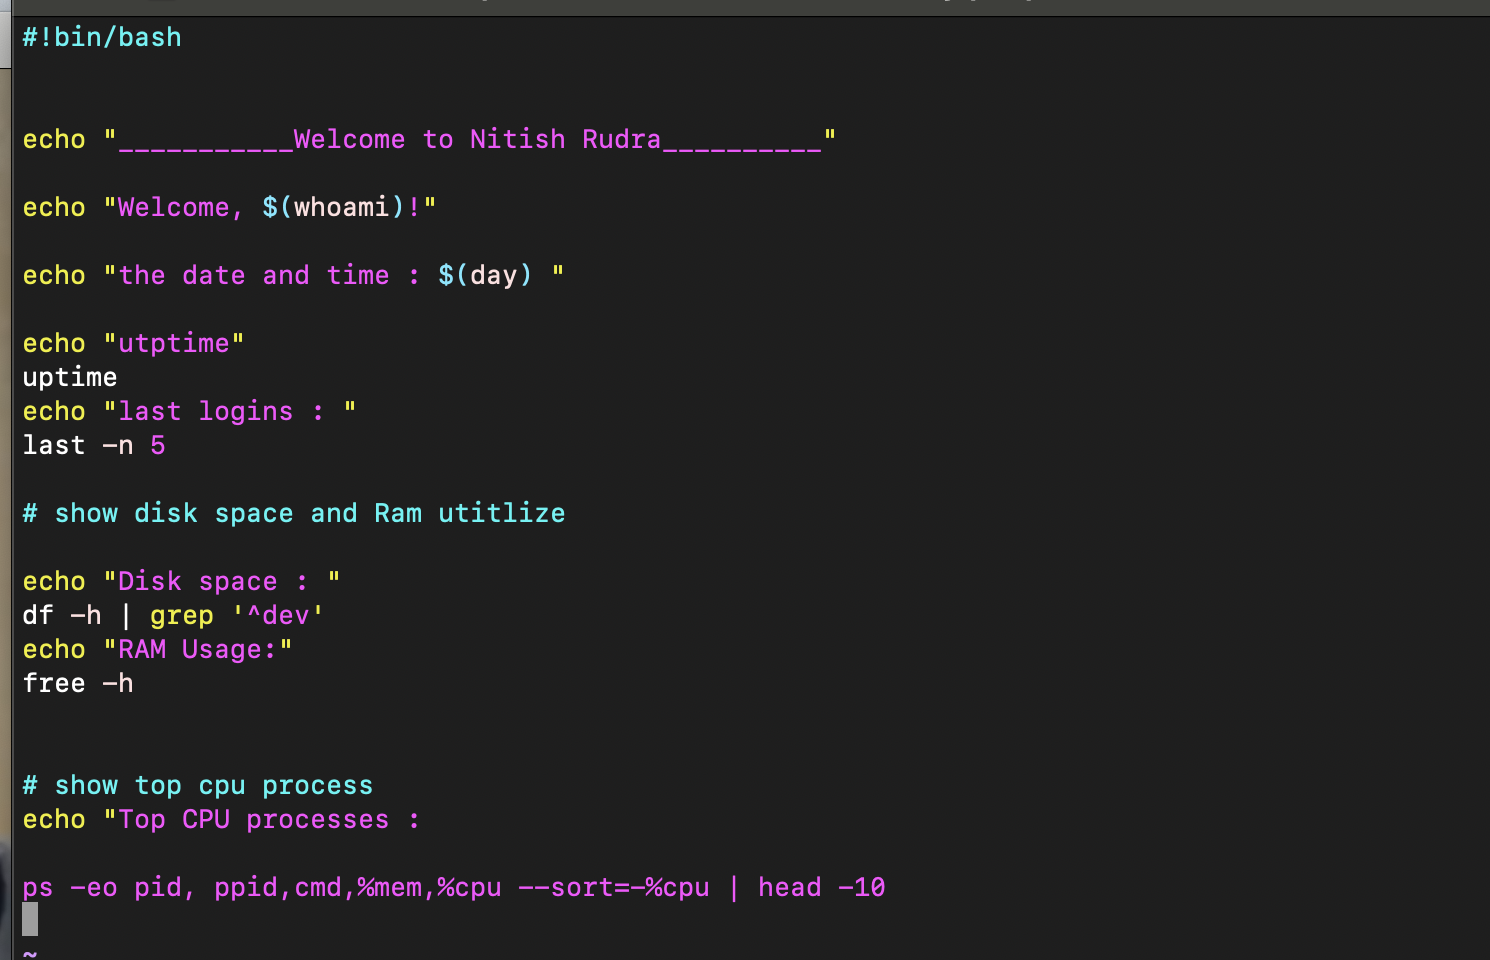 #!bin/bash
echo "___________Welcome to Nitish Rudra__________"
echo "Welcome, $(whoami)!"
echo "the date and time : $(day) "
echo "utptime"
uptime
echo "last logins : "
last -n 5
# show disk space and Ram utitlize
echo "Disk space : "
df -h | grep '^dev'
echo "RAM Usage:"
free -h
# show top cpu process
echo "Top CPU processes :
ps -eo pid, ppid,cmd,%mem,%cpu --sort=-%cpu | head -10
~